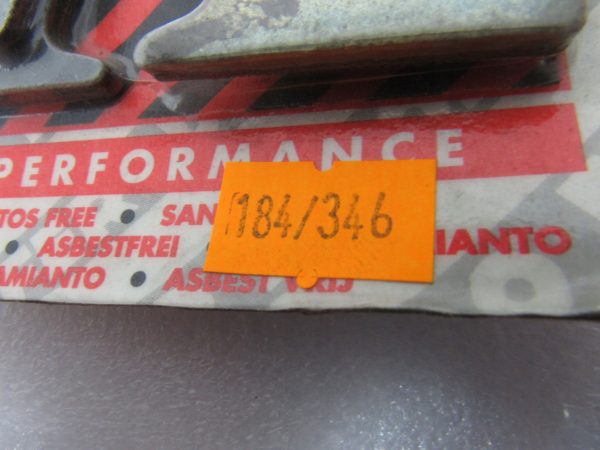 PERFORMANCE
TOS FREE • SAN
184/346
• ASBESTFREI • IANTO
AMIANTO • ASBEST VRIJ